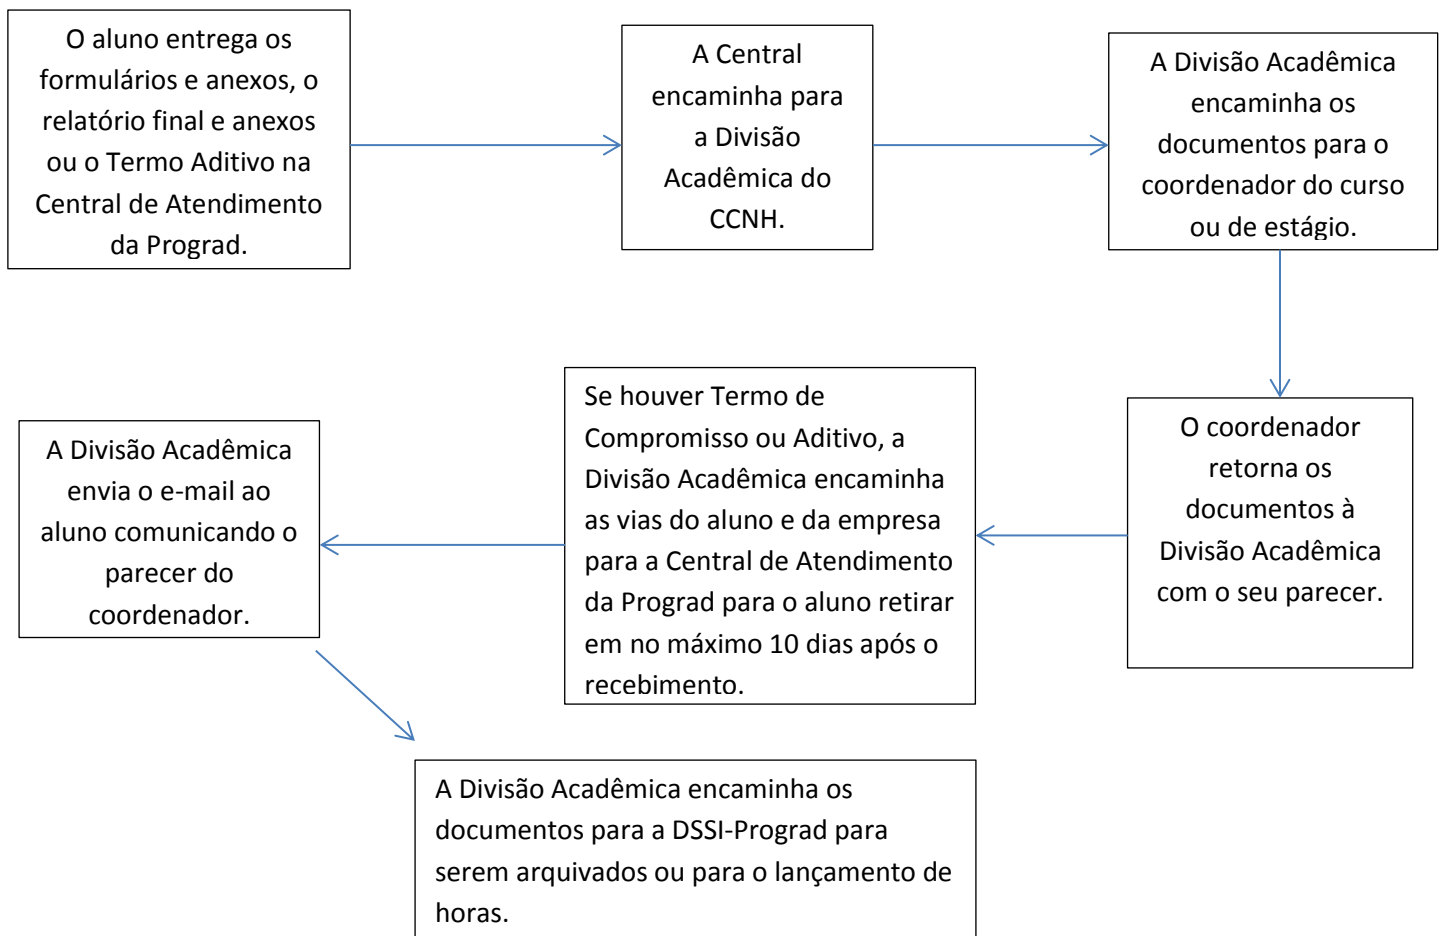 O aluno entrega os
formulários e anexos, o
relatório final e anexos
ou o Termo Aditivo na
Central de Atendimento
da Prograd.
A Central
encaminha para
a Divisão
Acadêmica do
CCNH.
A Divisão Acadêmica
encaminha os
documentos para o
coordenador do curso
ou de estágio.
O coordenador
retorna os
documentos à
Divisão Acadêmica
com o seu parecer.
Se houver Termo de
Compromisso ou Aditivo, a
Divisão Acadêmica encaminha
as vias do aluno e da empresa
para a Central de Atendimento
da Prograd para o aluno retirar
em no máximo 10 dias após o
recebimento.
A Divisão Acadêmica
envia o e-mail ao
aluno comunicando o
parecer do
coordenador.
A Divisão Acadêmica encaminha os
documentos para a DSSI-Prograd para
serem arquivados ou para o lançamento de
horas.